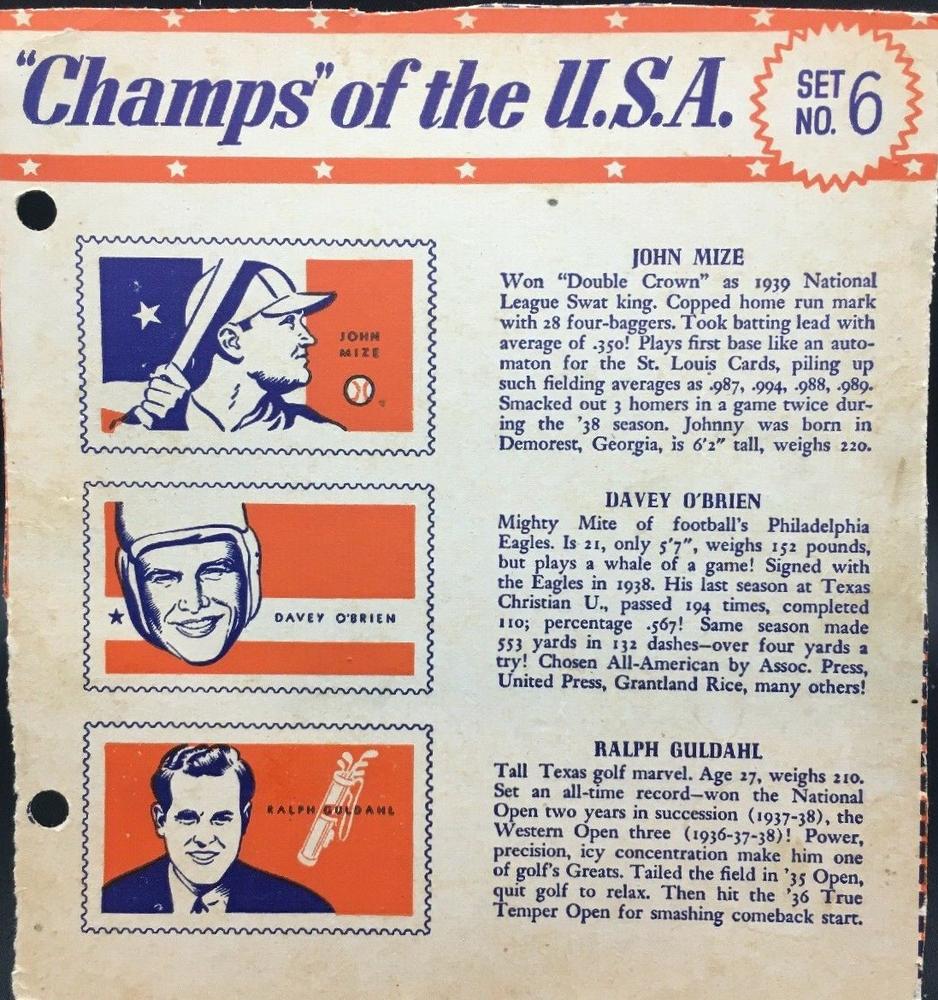 "Champs" of the U.S.A.
SET
NO. 6
JOHN
MIZE
JOHN MIZE
Won "Double Crown" as 1939 National
League Swat king. Copped home run mark
with 28 four-baggers. Took batting lead with
average of .350! Plays first base like an auto-
maton for the St. Louis Cards, piling up
such fielding averages as .987, .994, .988, .989.
Smacked out 3 homers in a game twice dur-
ing the '38 season. Johnny was born in
Demorest, Georgia, is 6'2" tall, weighs 220.
DAVEY O'BRIEN
DAVEY O'BRIEN
Mighty Mite of football's Philadelphia
Eagles. Is 21, only 5'7", weighs 152 pounds,
but plays a whale of a game! Signed with
the Eagles in 1938. His last season at Texas
Christian U., passed 194 times, completed
110; percentage .567! Same season made
553 yards in 132 dashes—over four yards a
try! Chosen All-American by Assoc. Press,
United Press, Grantland Rice, many others!
RALPH GULDAHL
RALPH GULDAHL
Tall Texas golf marvel. Age 27, weighs 210.
Set an all-time record—won the National
Open two years in succession (1937-38), the
Western Open three (1936-37-38)! Power,
precision, icy concentration make him one
of golf's Greats. Tailed the field in '35 Open,
quit golf to relax. Then hit the '36 True
Temper Open for smashing comeback start.